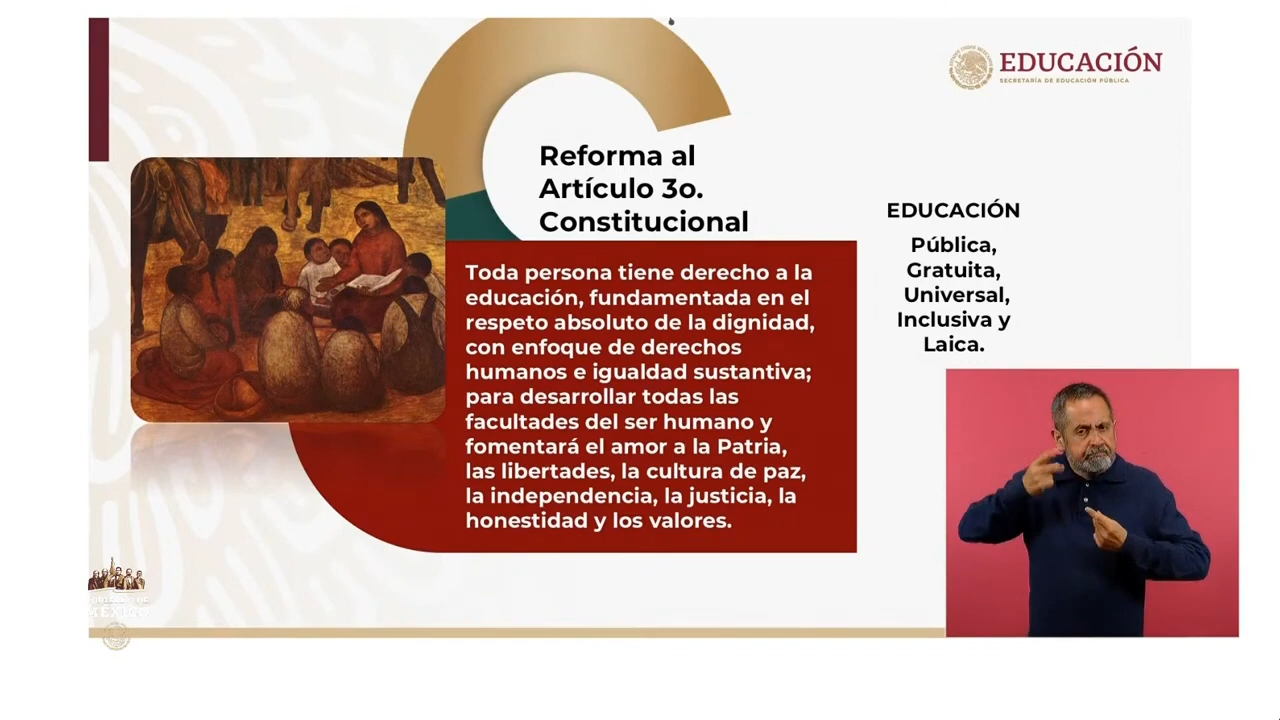 EDUCACIÓN
SECRETARÍA DE EDUCACIÓN PÚBLICA
Reforma al
Artículo 3o.
Constitucional
Toda persona tiene derecho a la
educación, fundamentada en el
respeto absoluto de la dignidad,
con enfoque de derechos
humanos e igualdad sustantiva;
para desarrollar todas las
facultades del ser humano y
fomentará el amor a la Patria,
las libertades, la cultura de paz,
la independencia, la justicia, la
honestidad y los valores.
EDUCACIÓN
Pública,
Gratuita,
Universal,
Inclusiva y
Laica.
MÉXICO